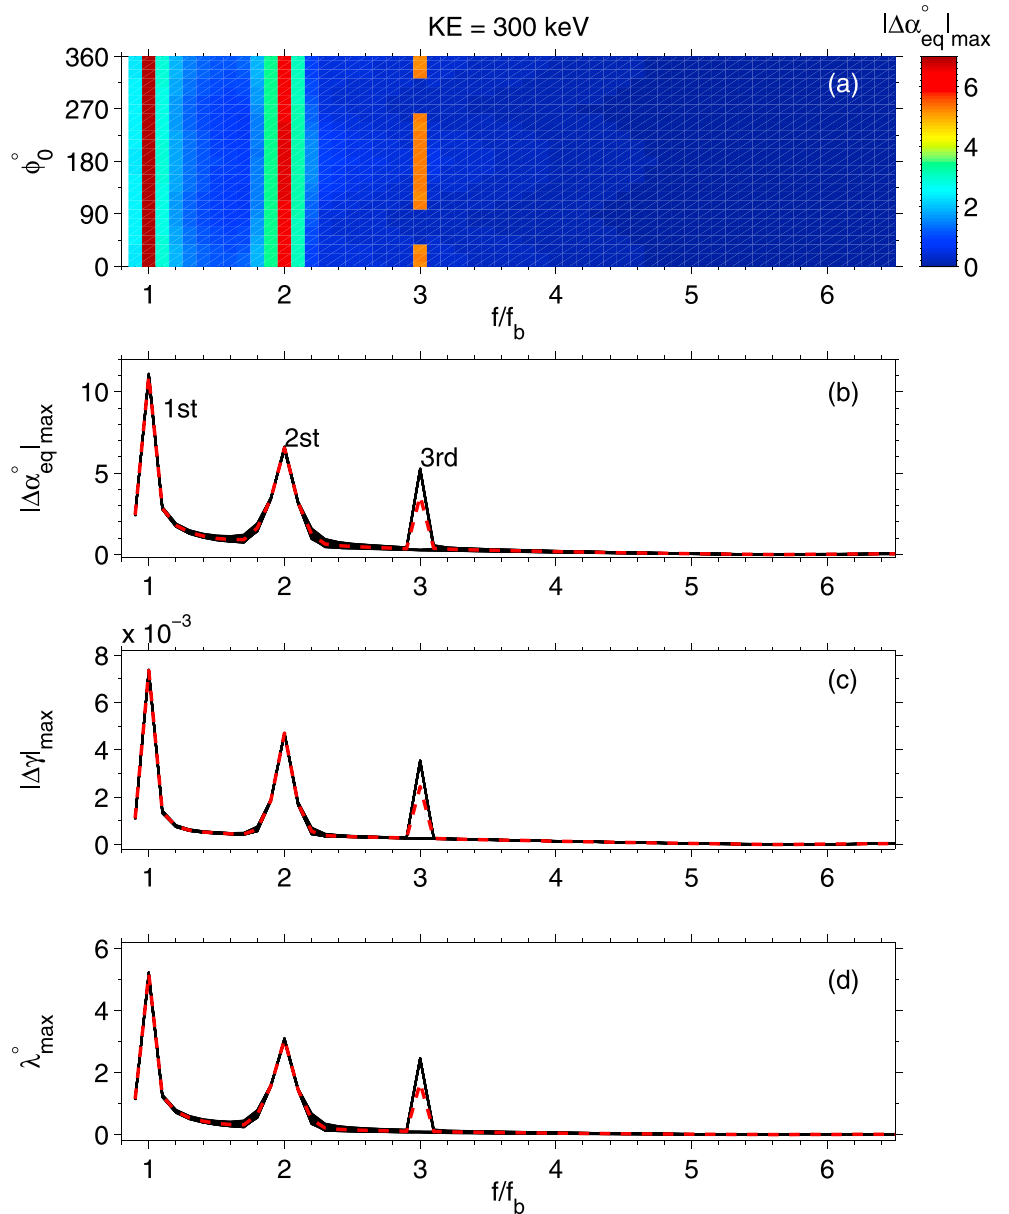 KE = 300 keV
|Δα°eq|max
360
270
180
90
0
ϕ°0
(a)
6
4
2
0
1 2 3 4 5 6
f/fb
10
5
0
|Δα°eq|max
1st
2st
3rd
(b)
1 2 3 4 5 6
x 10−3
8
6
4
2
0
|Δγ|max
(c)
1 2 3 4 5 6
6
4
2
0
λ°max
(d)
1 2 3 4 5 6
f/fb